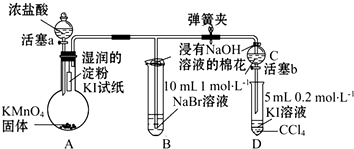 浓盐酸
活塞a
湿润的
淀粉
KI试纸
KMnO₄
固体
A
弹簧夹
浸有NaOH
溶液的棉花
10 mL 1 mol·L⁻¹
NaBr溶液
B
C
活塞b
5 mL 0.2 mol·L⁻¹
KI溶液
CCl₄
D